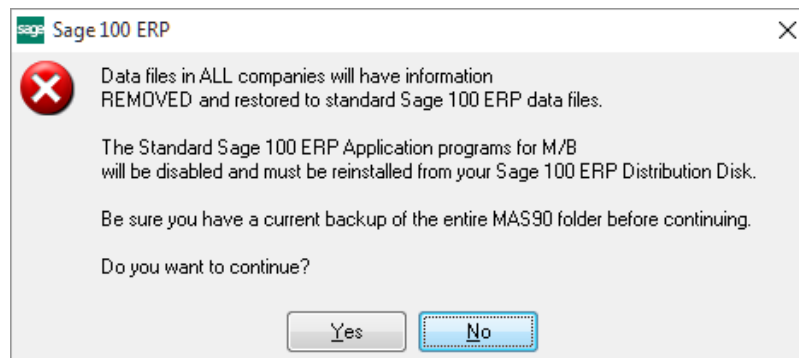 sage Sage 100 ERP
Data files in ALL companies will have information
REMOVED and restored to standard Sage 100 ERP data files.
The Standard Sage 100 ERP Application programs for M/B
will be disabled and must be reinstalled from your Sage 100 ERP Distribution Disk.
Be sure you have a current backup of the entire MAS90 folder before continuing.
Do you want to continue?
Yes No